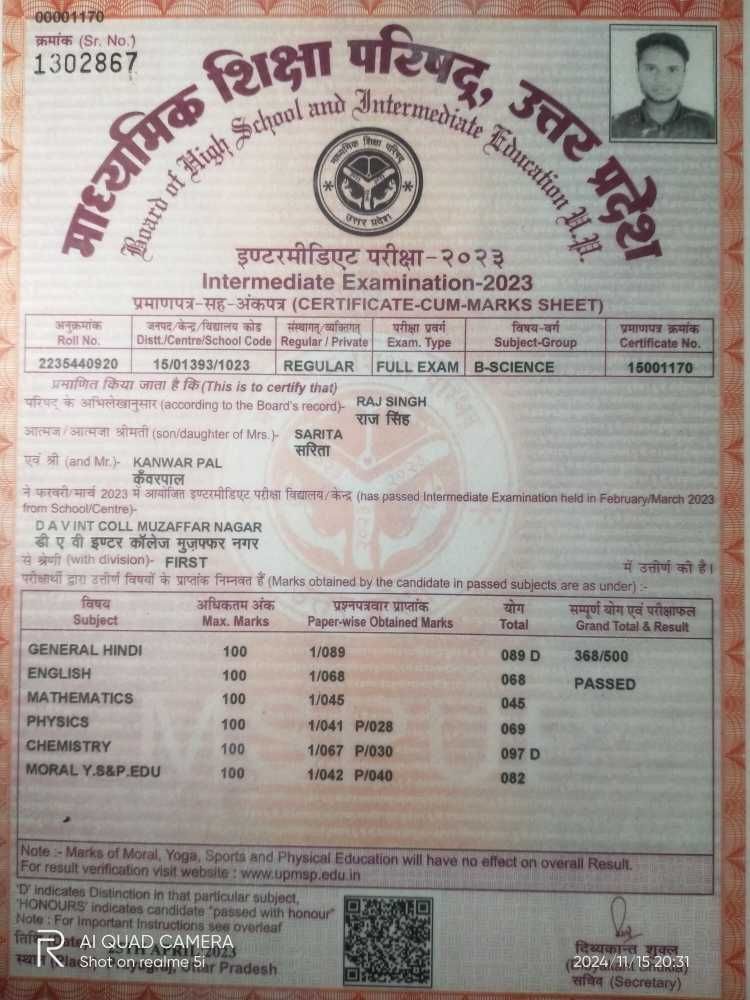 00001170
क्रमांक (Sr. No.)
1302867
माध्यमिक शिक्षा परिषद्, उत्तर प्रदेश
Board of High School and Intermediate Education U.P.
माध्यमिक शिक्षा परिषद्
उत्तर प्रदेश
इण्टरमीडिएट परीक्षा-२०२३
Intermediate Examination-2023
प्रमाणपत्र-सह-अंकपत्र (CERTIFICATE-CUM-MARKS SHEET)
अनुक्रमांक जनपद/केन्द्र/विद्यालय कोड संस्थागत्/व्यक्तिगत् परीक्षा प्रवर्ग विषय-वर्ग प्रमाणपत्र क्रमांक
Roll No. Distt./Centre/School Code Regular / Private Exam. Type Subject-Group Certificate No.
2235440920 15/01393/1023 REGULAR FULL EXAM B-SCIENCE 15001170
प्रमाणित किया जाता है कि (This is to certify that)
परिषद् के अभिलेखानुसार (according to the Board's record)- RAJ SINGH
राज सिंह
आत्मज/आत्मजा श्रीमती (son/daughter of Mrs.)- SARITA
सरिता
एवं श्री (and Mr.)- KANWAR PAL
कँवरपाल
ने फरवरी/मार्च 2023 में आयोजित इण्टरमीडिएट परीक्षा विद्यालय/केन्द्र (has passed Intermediate Examination held in February/March 2023
from School/Centre)-
D A V INT COLL MUZAFFAR NAGAR
डी ए वी इण्टर कॉलेज मुज़फ्फर नगर
से श्रेणी (with division)- FIRST में उत्तीर्ण की है।
परीक्षार्थी द्वारा उत्तीर्ण विषयों के प्राप्तांक निम्नवत हैं (Marks obtained by the candidate in passed subjects are as under) :-
विषय अधिकतम अंक प्रश्नपत्रवार प्राप्तांक योग सम्पूर्ण योग एवं परीक्षाफल
Subject Max. Marks Paper-wise Obtained Marks Total Grand Total & Result
GENERAL HINDI 100 1/089 089 D 368/500
ENGLISH 100 1/068 068 PASSED
MATHEMATICS 100 1/045 045
PHYSICS 100 1/041 P/028 069
CHEMISTRY 100 1/067 P/030 097 D
MORAL Y.S&P.EDU 100 1/042 P/040 082
Note :- Marks of Moral, Yoga, Sports and Physical Education will have no effect on overall Result.
For result verification visit website : www.upmsp.edu.in
'D' indicates Distinction in that particular subject,
'HONOURS' indicates candidate "passed with honour"
Note : For Important Instructions see overleaf
25TH APRIL, 2023
Uttar Pradesh
दिब्यकान्त शुक्ल
सचिव (Secretary)
R AI QUAD CAMERA
Shot on realme 5i
2024/11/15 20:31